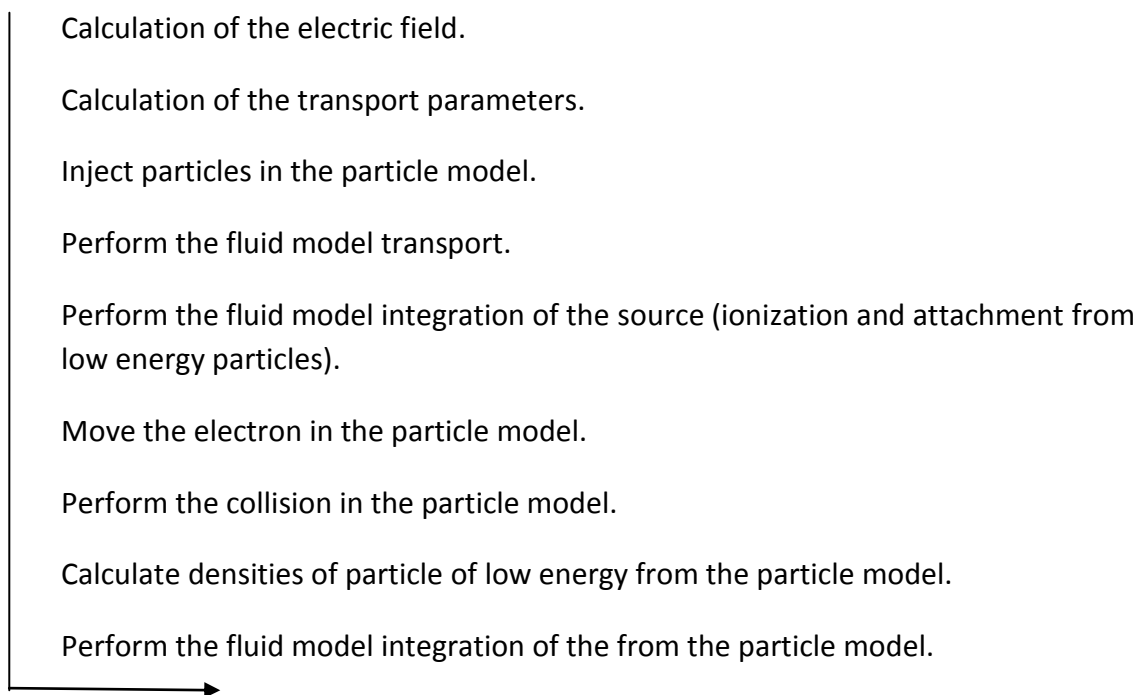 Calculation of the electric field.
Calculation of the transport parameters.
Inject particles in the particle model.
Perform the fluid model transport.
Perform the fluid model integration of the source (ionization and attachment from
low energy particles).
Move the electron in the particle model.
Perform the collision in the particle model.
Calculate densities of particle of low energy from the particle model.
Perform the fluid model integration of the from the particle model.